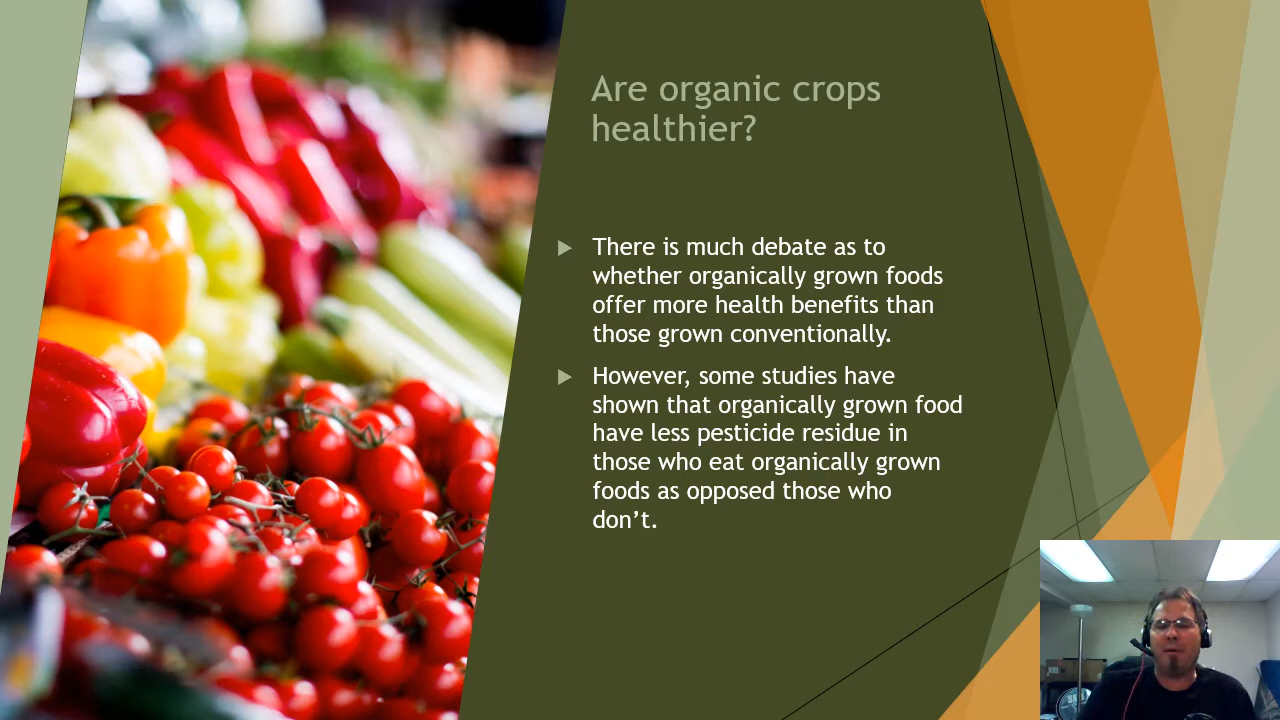 Are organic crops
healthier?
There is much debate as to
whether organically grown foods
offer more health benefits than
those grown conventionally.
However, some studies have
shown that organically grown food
have less pesticide residue in
those who eat organically grown
foods as opposed those who
don’t.